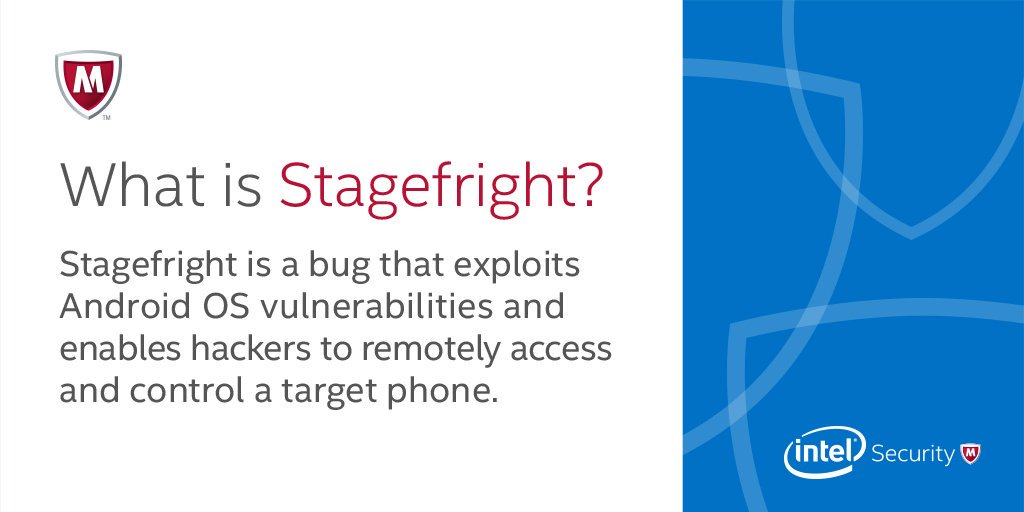 M
TM
What is Stagefright?
Stagefright is a bug that exploits
Android OS vulnerabilities and
enables hackers to remotely access
and control a target phone.
intel Security M